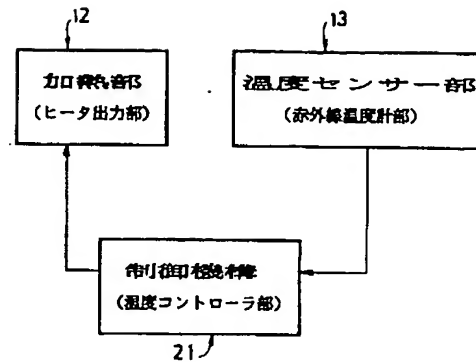 12
13
加熱部
(ヒータ出力部)
温度センサー部
(赤外線温度計部)
制御機構
(温度コントローラ部)
21